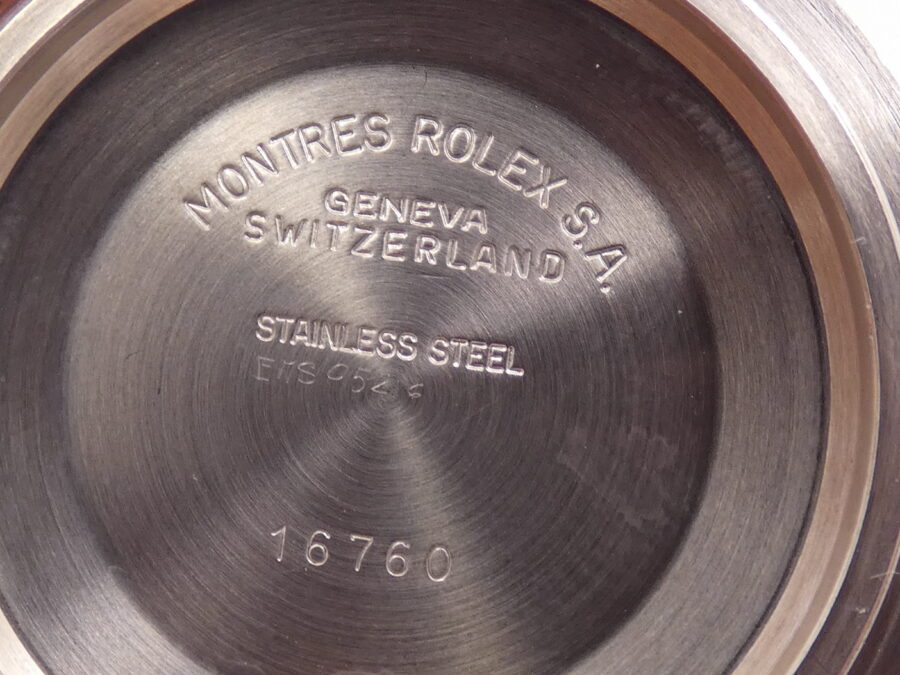 MONTRES ROLEX S.A.
GENEVA
SWITZERLAND
STAINLESS STEEL
16760